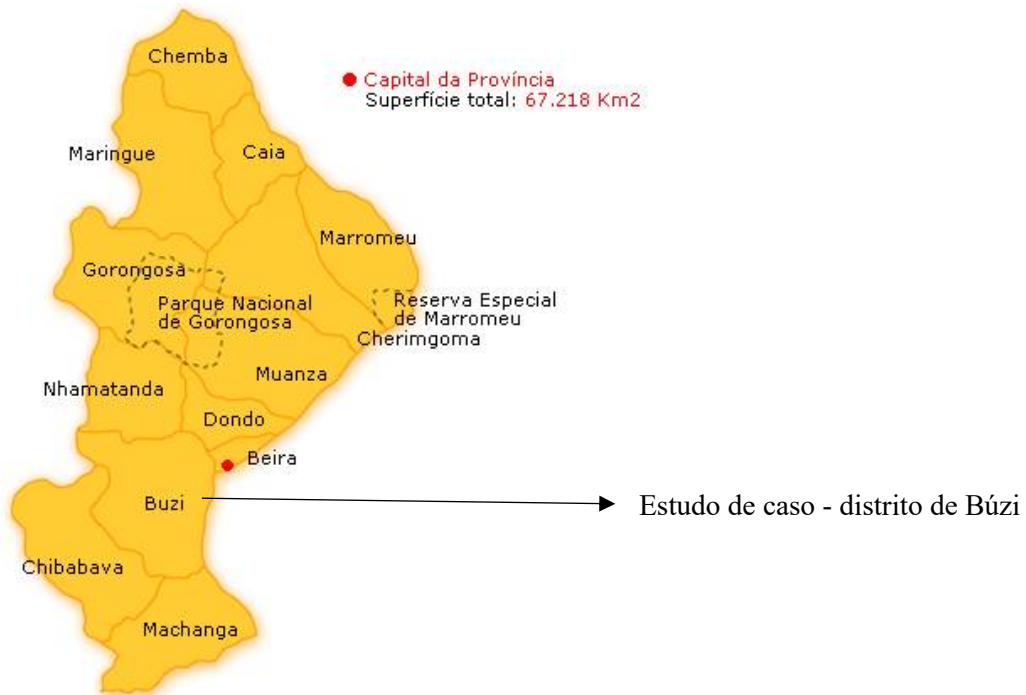 Chemba
Capital da Província
Superfície total: 67.218 Km2
Maringue
Caia
Marromeu
Gorongosa
Parque Nacional
de Gorongosa
Reserva Especial
de Marromeu
Cherimgoma
Muanza
Nhamatanda
Dondo
Beira
Buzi
Estudo de caso - distrito de Búzi
Chibabava
Machanga